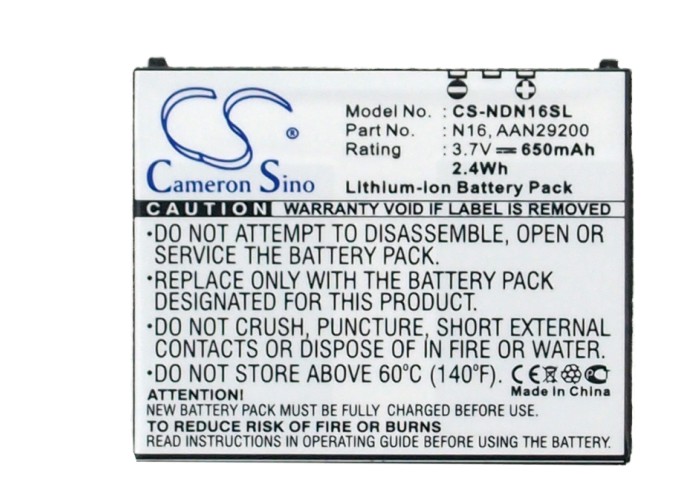 CS ®
Cameron Sino
Model No. : CS-NDN16SL
Part No. : N16, AAN29200
Rating : 3.7V ⎓ 650mAh
2.4Wh
Lithium-Ion Battery Pack
CAUTION WARRANTY VOID IF LABEL IS REMOVED
·DO NOT ATTEMPT TO DISASSEMBLE, OPEN OR
SERVICE THE BATTERY PACK.
·REPLACE ONLY WITH THE BATTERY PACK
DESIGNATED FOR THIS PRODUCT.
·DO NOT CRUSH, PUNCTURE, SHORT EXTERNAL
CONTACTS OR DISPOSE OF IN FIRE OR WATER.
·DO NOT STORE ABOVE 60°C (140°F). CE
Made in China
ATTENTION!
NEW BATTERY PACK MUST BE FULLY CHARGED BEFORE USE.
TO REDUCE RISK OF FIRE OR BURNS
READ INSTRUCTIONS IN OPERATING GUIDE BEFORE USING BATTERY.